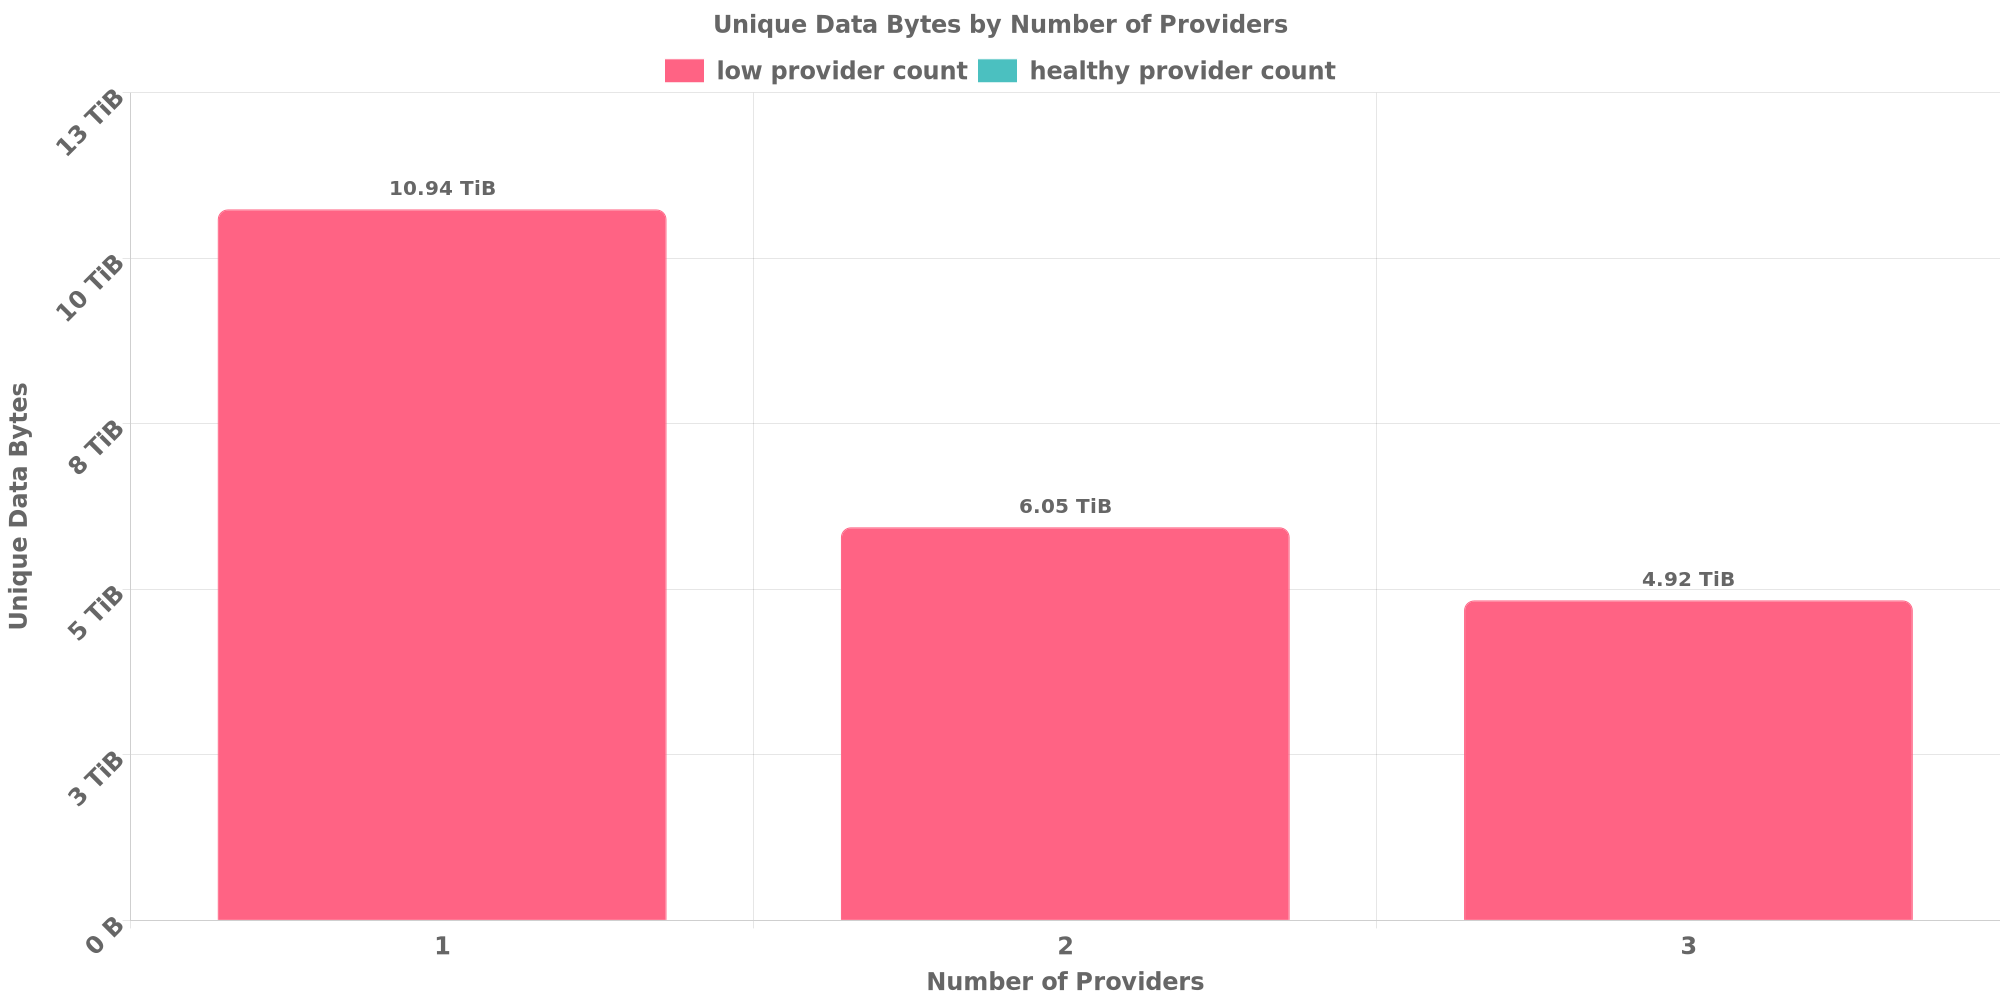 Unique Data Bytes by Number of Providers
low provider count healthy provider count
13 TiB
10 TiB
8 TiB
5 TiB
3 TiB
0 B
Unique Data Bytes
10.94 TiB
6.05 TiB
4.92 TiB
1 2 3
Number of Providers